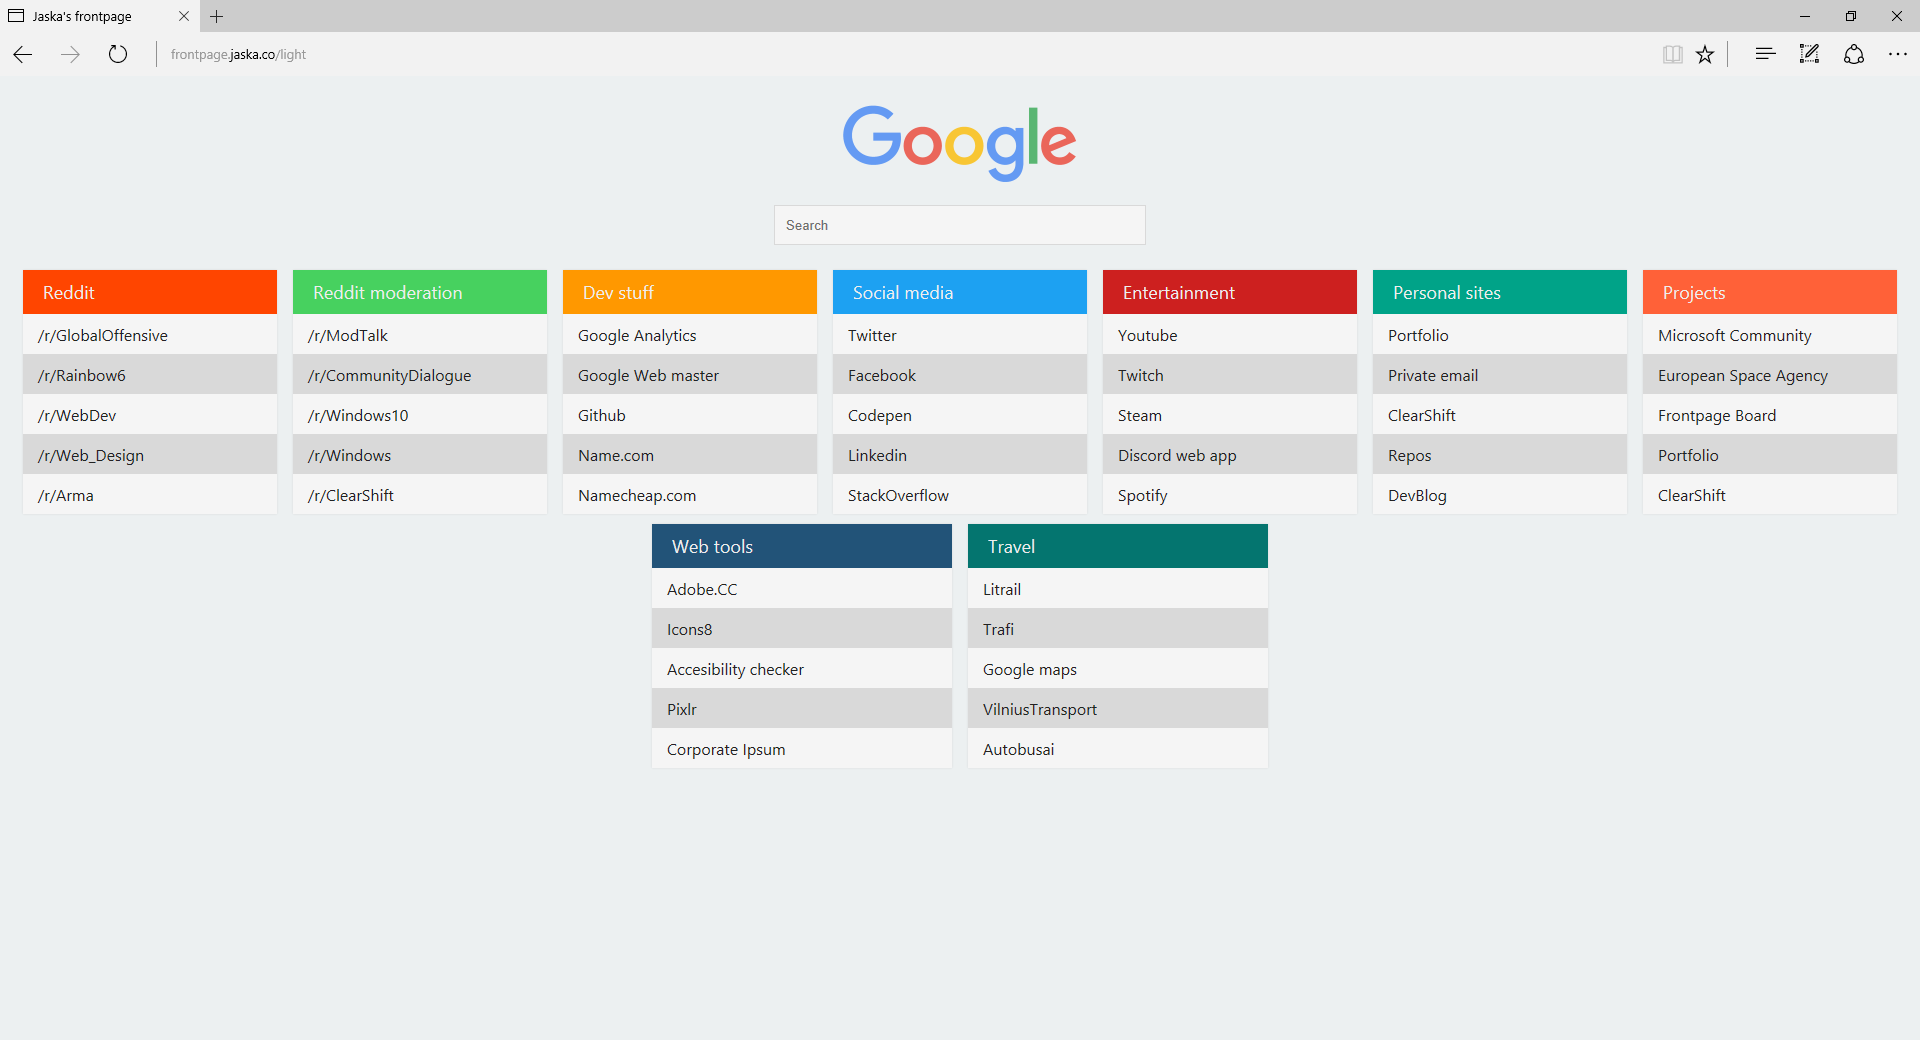 Jaska's frontpage
frontpage.jaska.co/light
Google
Search
Reddit
/r/GlobalOffensive
/r/Rainbow6
/r/WebDev
/r/Web_Design
/r/Arma
Reddit moderation
/r/ModTalk
/r/CommunityDialogue
/r/Windows10
/r/Windows
/r/ClearShift
Dev stuff
Google Analytics
Google Web master
Github
Name.com
Namecheap.com
Social media
Twitter
Facebook
Codepen
Linkedin
StackOverflow
Entertainment
Youtube
Twitch
Steam
Discord web app
Spotify
Personal sites
Portfolio
Private email
ClearShift
Repos
DevBlog
Projects
Microsoft Community
European Space Agency
Frontpage Board
Portfolio
ClearShift
Web tools
Adobe.CC
Icons8
Accesibility checker
Pixlr
Corporate Ipsum
Travel
Litrail
Trafi
Google maps
VilniusTransport
Autobusai